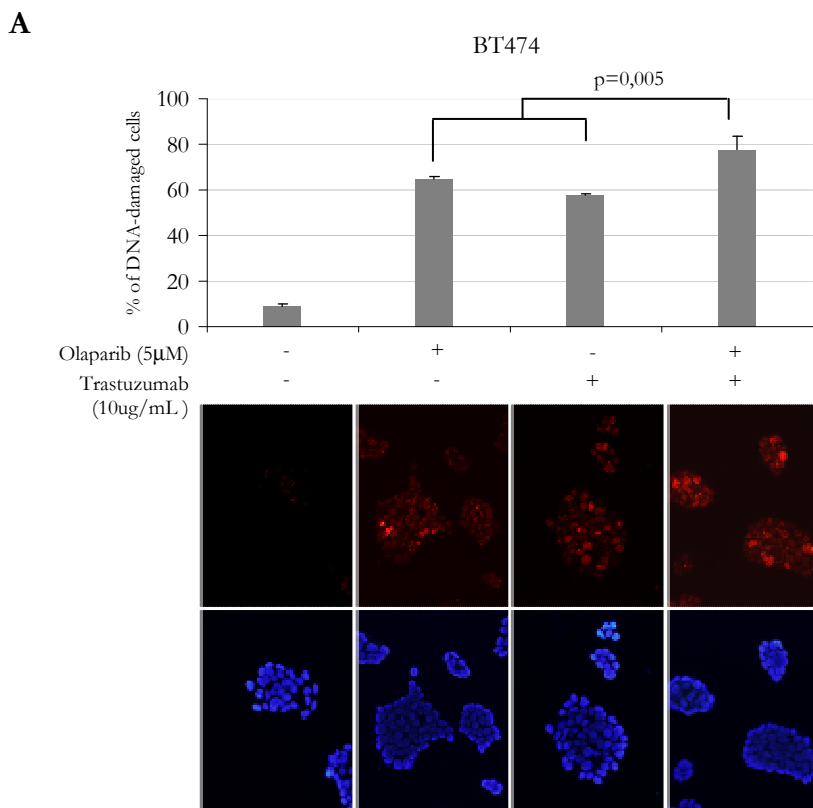 A
BT474
p=0,005
% of DNA-damaged cells
100
80
60
40
20
0
Olaparib (5µM) - + - +
Trastuzumab - - + +
(10ug/mL )